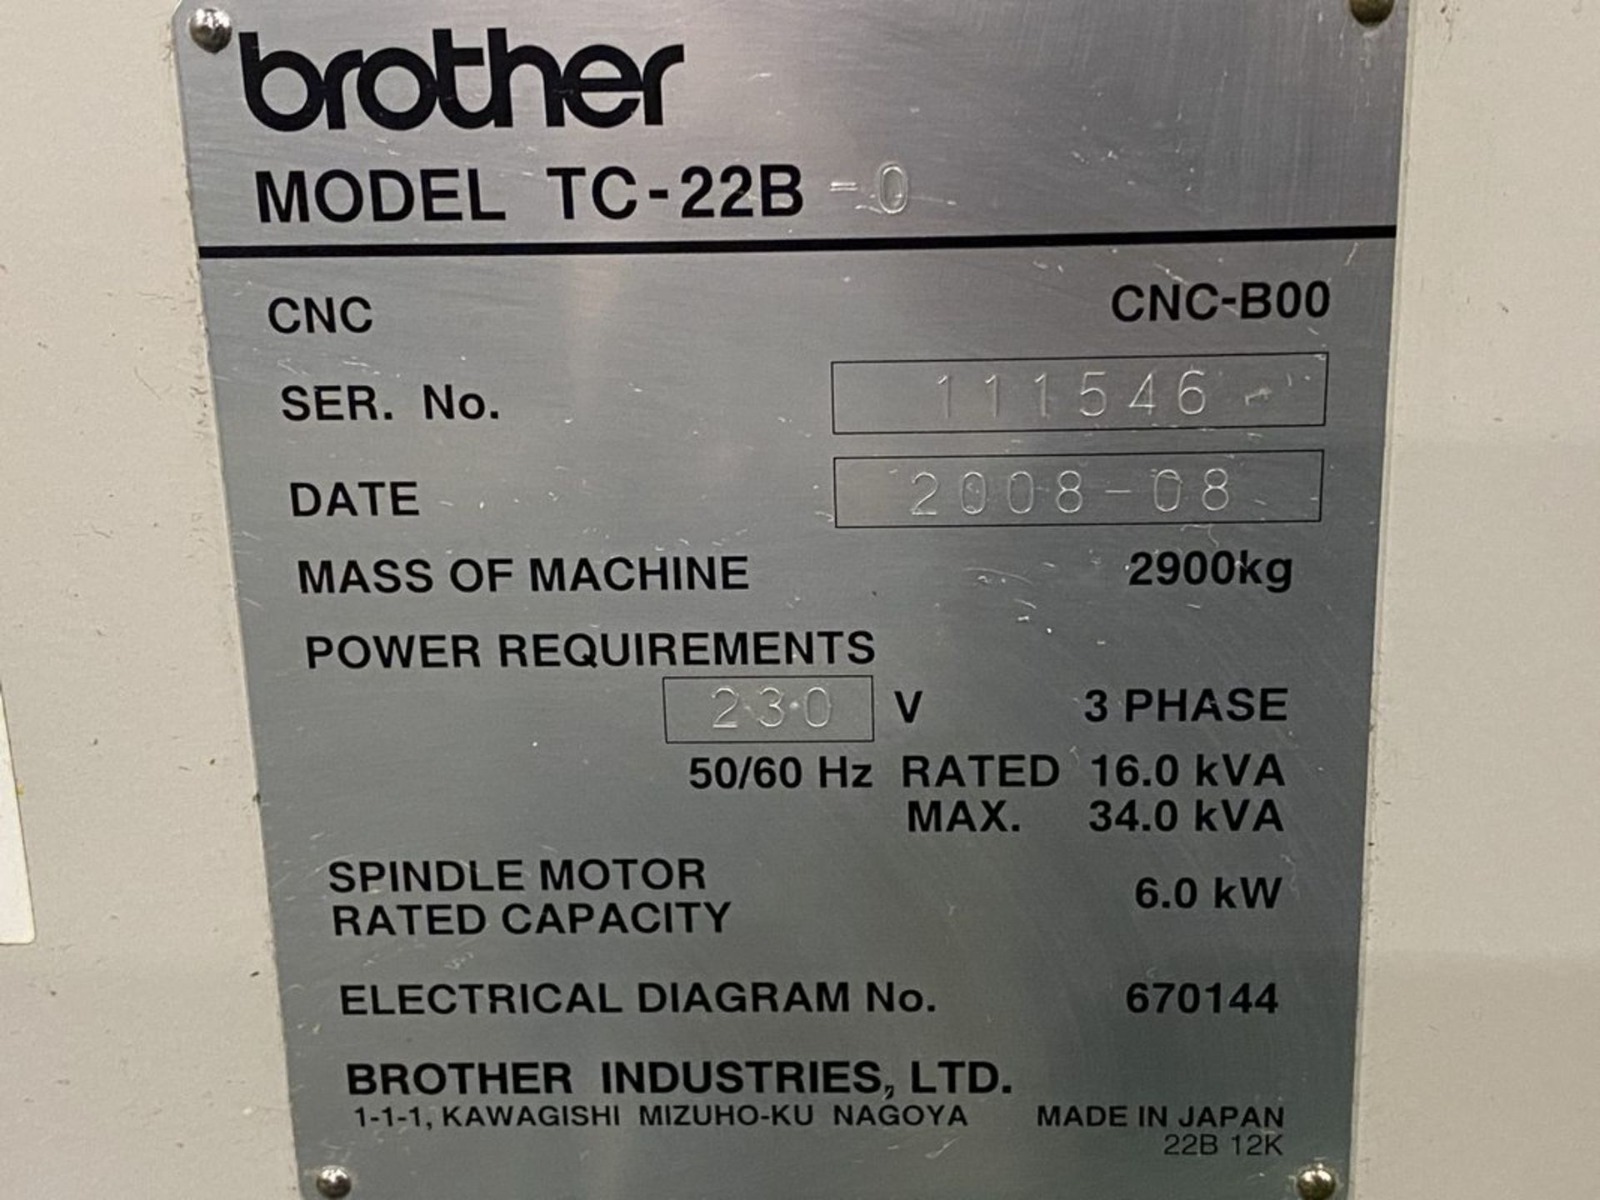 brother
MODEL TC-22B -0
CNC CNC-B00
SER. No. 111546
DATE 2008-08
MASS OF MACHINE 2900kg
POWER REQUIREMENTS
230 V 3 PHASE
50/60 Hz RATED 16.0 kVA
MAX. 34.0 kVA
SPINDLE MOTOR
RATED CAPACITY 6.0 kW
ELECTRICAL DIAGRAM No. 670144
BROTHER INDUSTRIES, LTD.
1-1-1, KAWAGISHI MIZUHO-KU NAGOYA MADE IN JAPAN
22B 12K